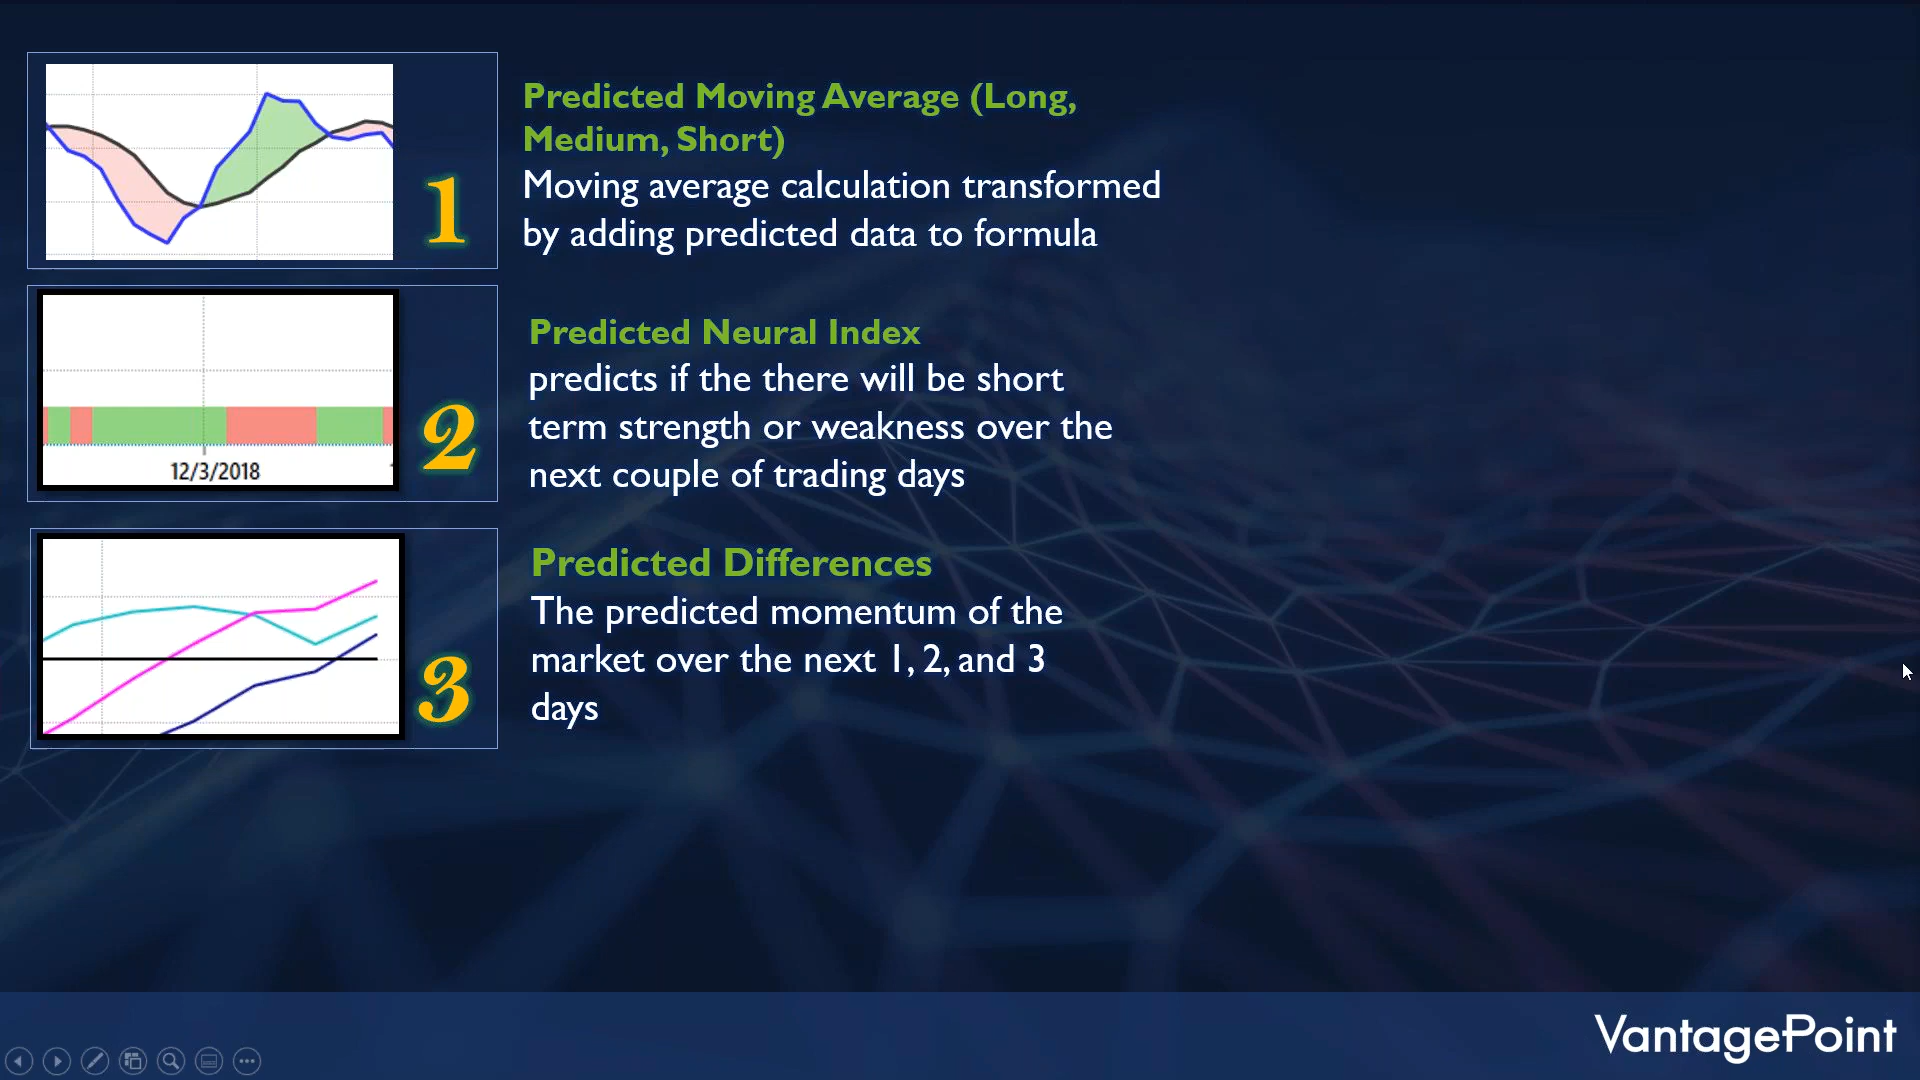 1
Predicted Moving Average (Long,
Medium, Short)
Moving average calculation transformed
by adding predicted data to formula
12/3/2018
2
Predicted Neural Index
predicts if the there will be short
term strength or weakness over the
next couple of trading days
3
Predicted Differences
The predicted momentum of the
market over the next 1, 2, and 3
days
VantagePoint